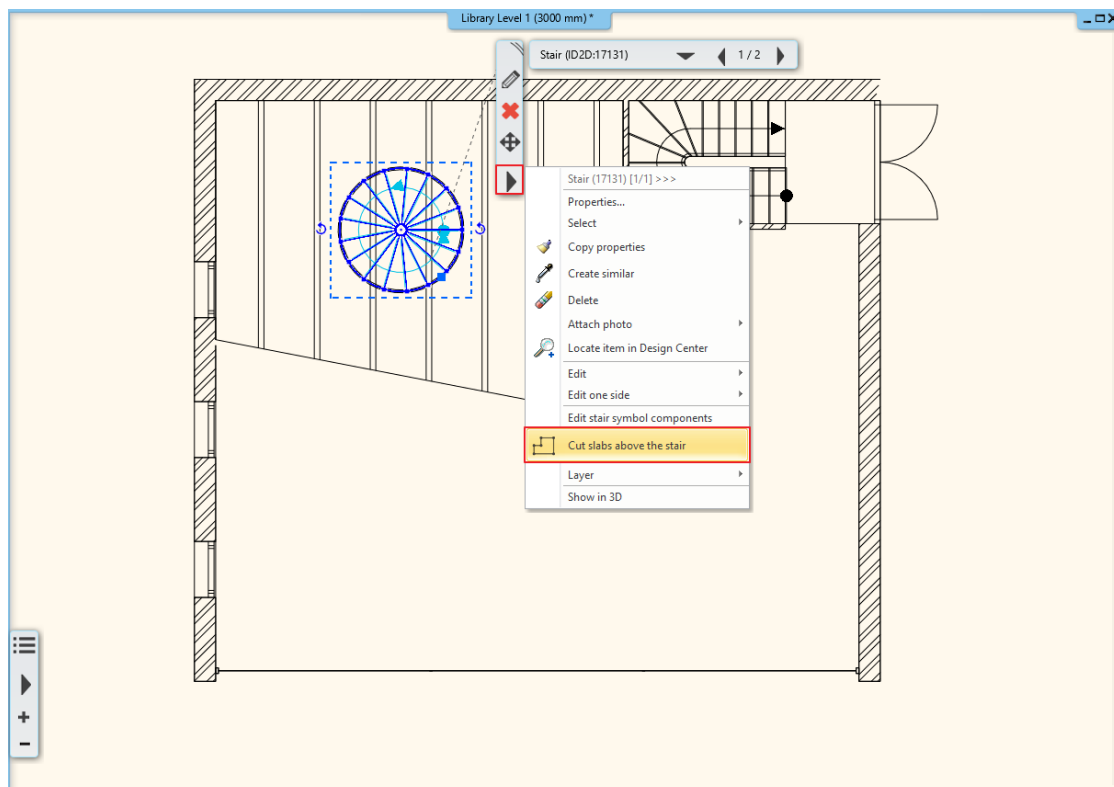 Library Level 1 (3000 mm) *
Stair (ID2D:17131)
1 / 2
Stair (17131) [1/1] >>>
Properties...
Select
Copy properties
Create similar
Delete
Attach photo
Locate item in Design Center
Edit
Edit one side
Edit stair symbol components
Cut slabs above the stair
Layer
Show in 3D